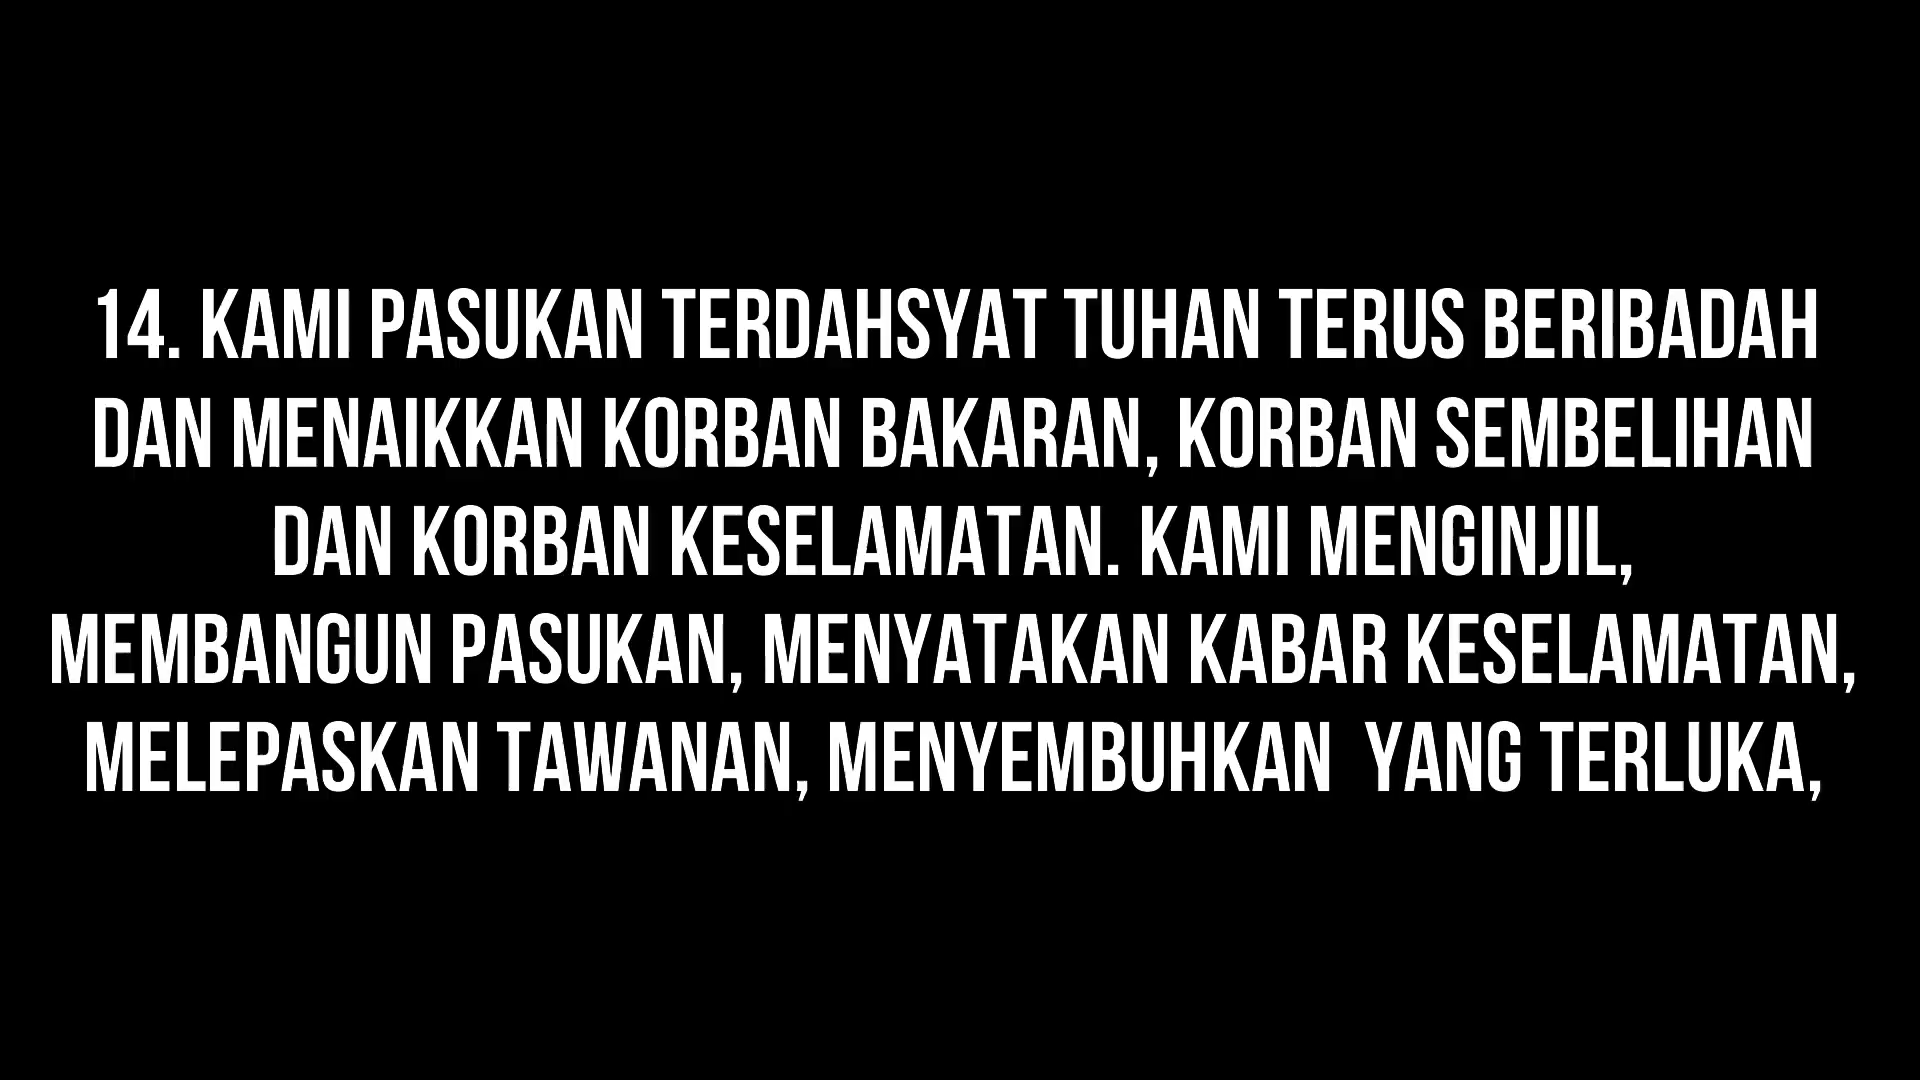 14. KAMI PASUKAN TERDAHSYAT TUHAN TERUS BERIBADAH
DAN MENAIKKAN KORBAN BAKARAN, KORBAN SEMBELIHAN
DAN KORBAN KESELAMATAN. KAMI MENGINJIL,
MEMBANGUN PASUKAN, MENYATAKAN KABAR KESELAMATAN,
MELEPASKAN TAWANAN, MENYEMBUHKAN  YANG TERLUKA,